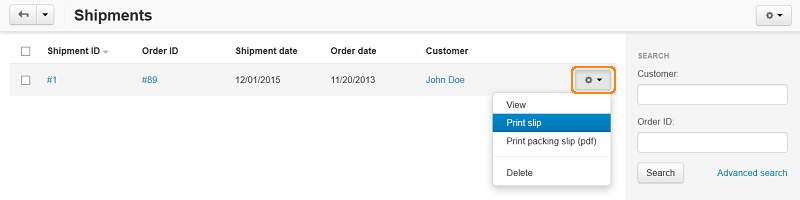 Shipments
Shipment ID Order ID Shipment date Order date Customer
#1 #89 12/01/2015 11/20/2013 John Doe
View
Print slip
Print packing slip (pdf)
Delete
SEARCH
Customer:
Order ID:
Search Advanced search